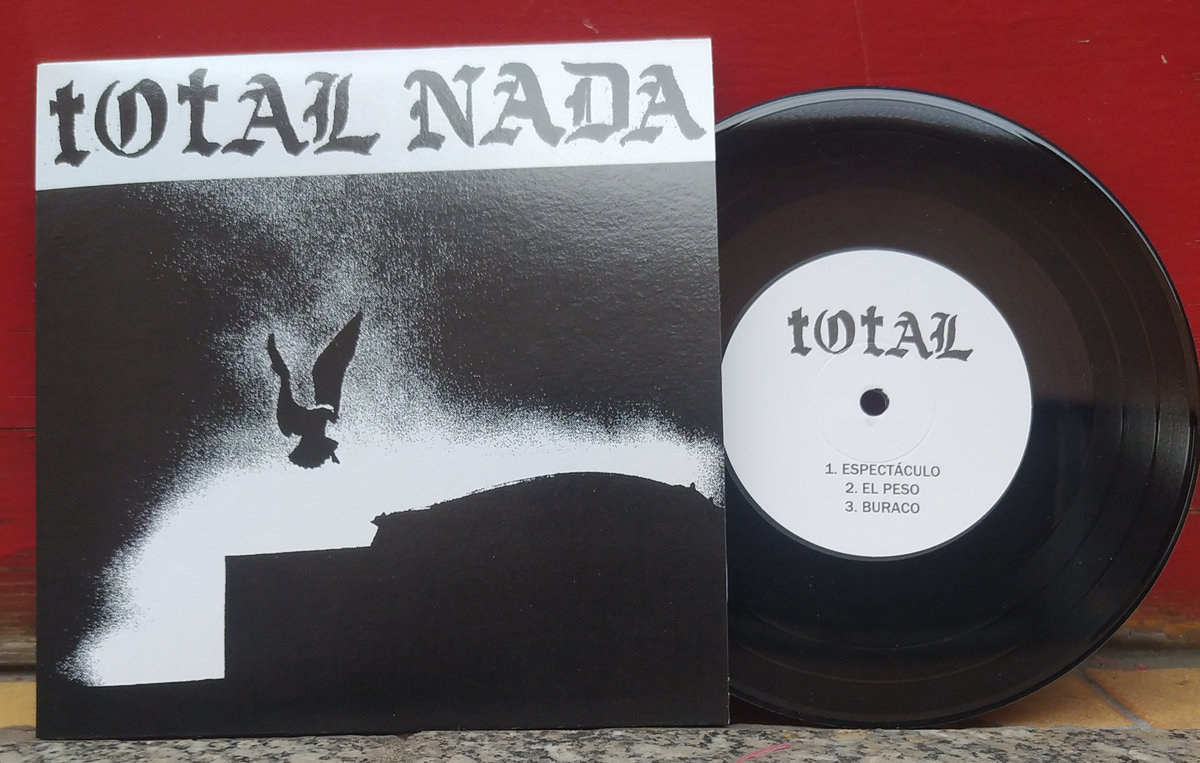 tOtAL NADA
tOtAL
1. ESPECTÁCULO
2. EL PESO
3. BURACO